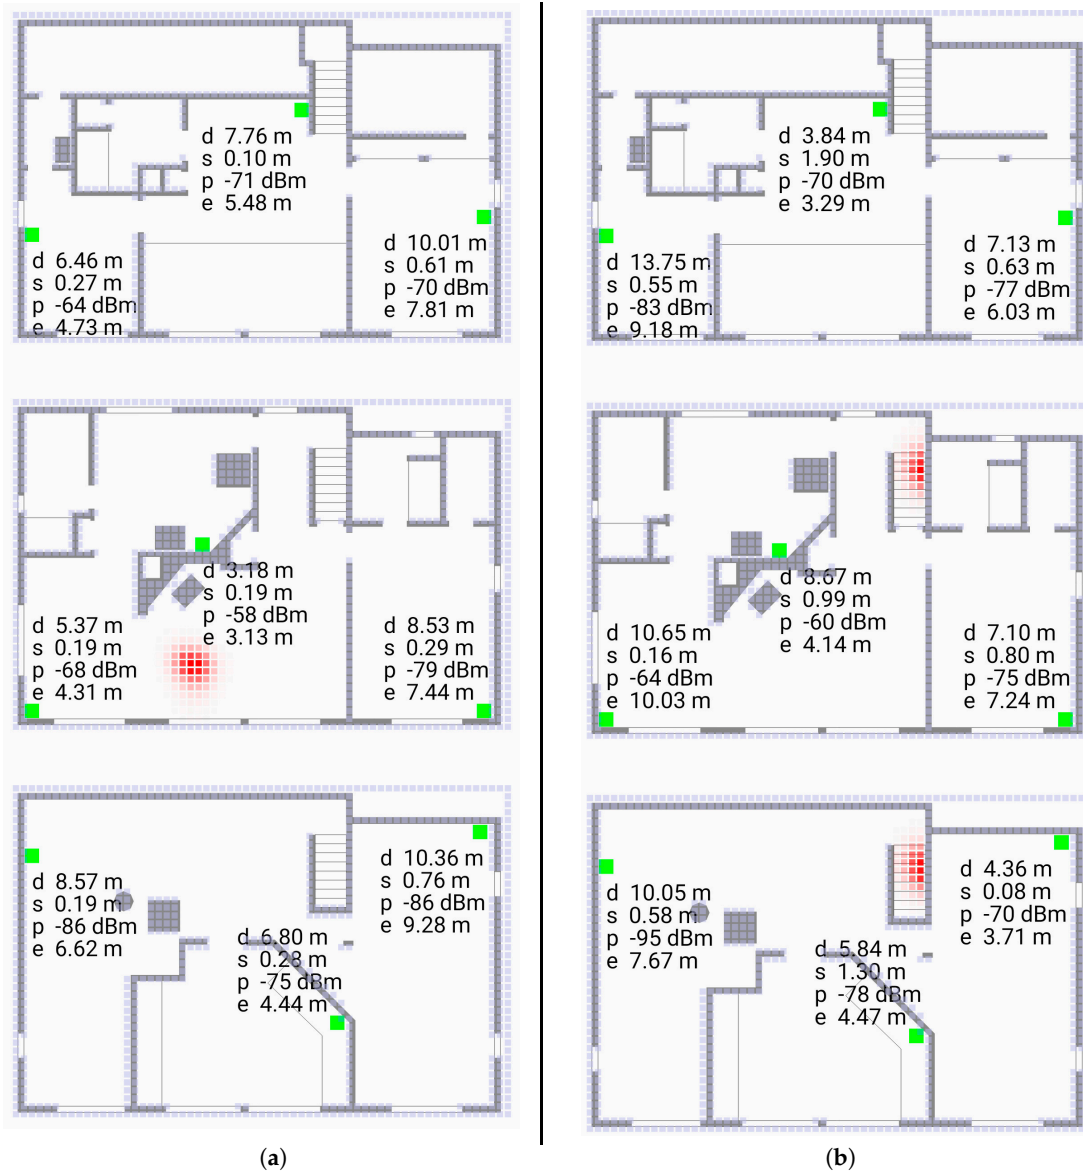 d 7.76 m
s 0.10 m
p -71 dBm
e 5.48 m
d 6.46 m
s 0.27 m
p -64 dBm
e 4.73 m
d 10.01 m
s 0.61 m
p -70 dBm
e 7.81 m
d 3.18 m
s 0.19 m
p -58 dBm
e 3.13 m
d 5.37 m
s 0.19 m
p -68 dBm
e 4.31 m
d 8.53 m
s 0.29 m
p -79 dBm
e 7.44 m
d 8.57 m
s 0.19 m
p -86 dBm
e 6.62 m
d 6.80 m
s 0.28 m
p -75 dBm
e 4.44 m
d 10.36 m
s 0.76 m
p -86 dBm
e 9.28 m
(a)
d 3.84 m
s 1.90 m
p -70 dBm
e 3.29 m
d 13.75 m
s 0.55 m
p -83 dBm
e 9.18 m
d 7.13 m
s 0.63 m
p -77 dBm
e 6.03 m
d 8.67 m
s 0.99 m
p -60 dBm
e 4.14 m
d 10.65 m
s 0.16 m
p -64 dBm
e 10.03 m
d 7.10 m
s 0.80 m
p -75 dBm
e 7.24 m
d 10.05 m
s 0.58 m
p -95 dBm
e 7.67 m
d 5.84 m
s 1.30 m
p -78 dBm
e 4.47 m
d 4.36 m
s 0.08 m
p -70 dBm
e 3.71 m
(b)